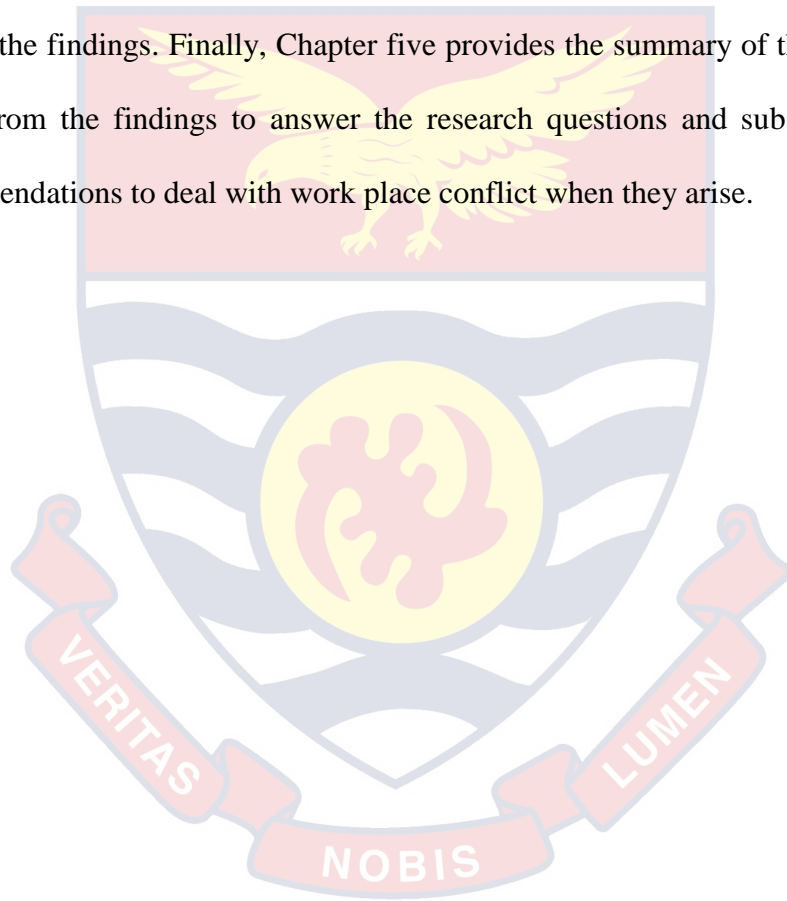 the findings. Finally, Chapter five provides the summary of t
rom the findings to answer the research questions and sub
endations to deal with work place conflict when they arise.
VERITAS
NOBIS
LUMEN